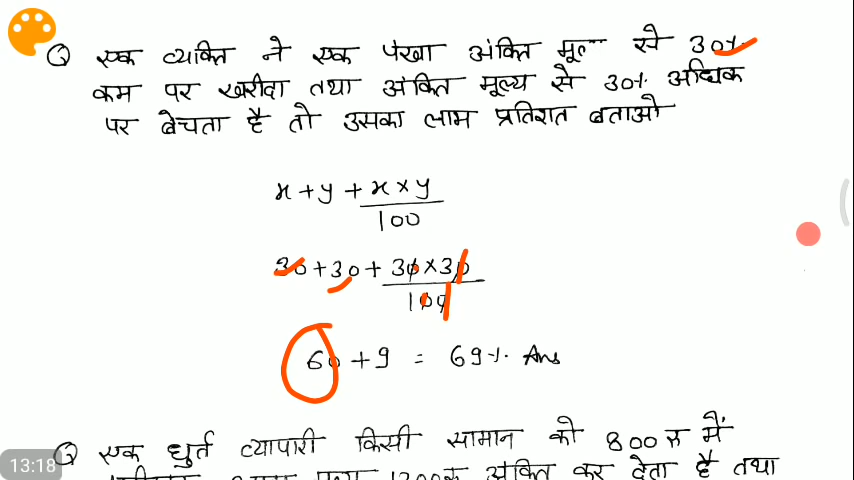 Q एक व्यक्ति ने एक पंखा अंकित से 30%
कम पर खरीदा तथा अंकित मूल्य से 30% अधिक
पर बेचता है तो उसका लाभ प्रतिशत बताओ
x + y + x × y / 100
30 + 30 + 30 × 30 / 100
60 + 9 = 69% Ans
Q एक धुर्त व्यापारी किसी सामान को 800 रू में
1200रू अंकित कर देता है तथा
13:18